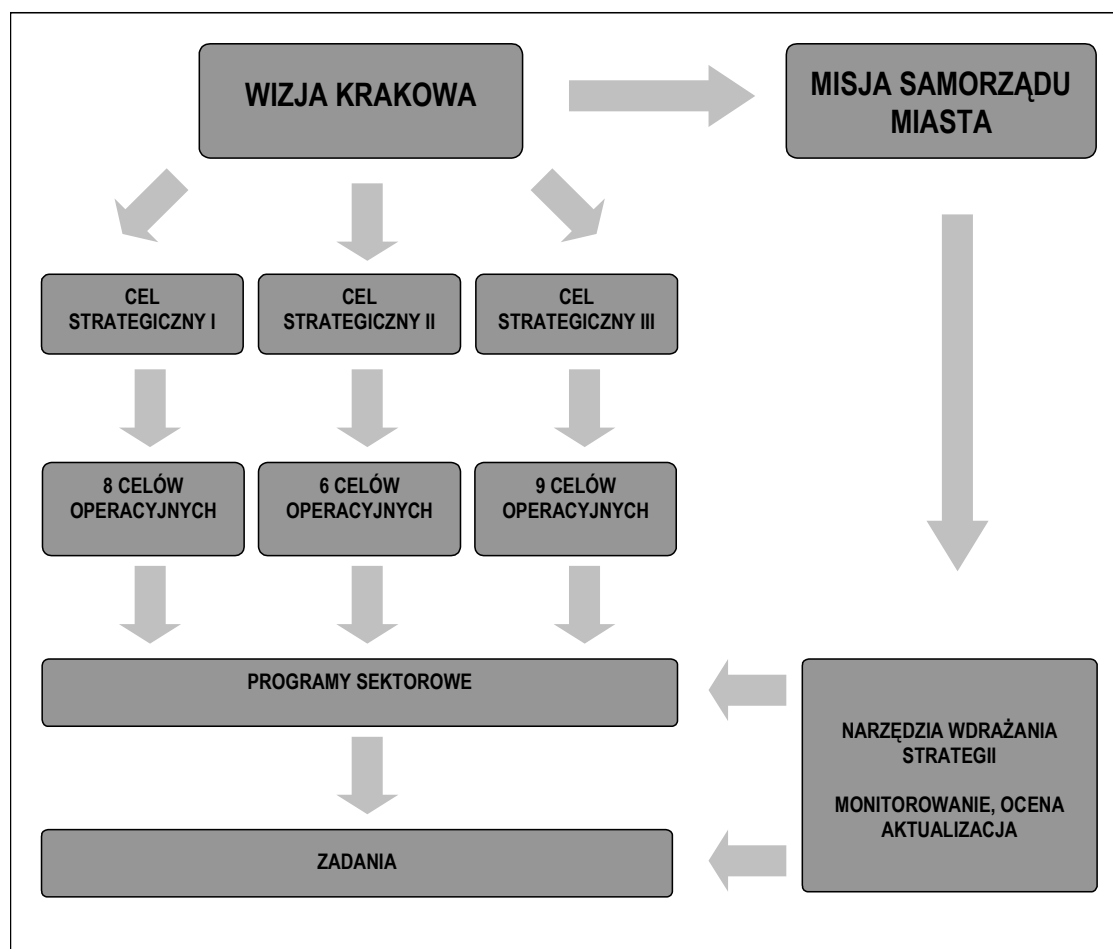 WIZJA KRAKOWA
MISJA SAMORZĄDU
MIASTA
CEL
STRATEGICZNY I
CEL
STRATEGICZNY II
CEL
STRATEGICZNY III
8 CELÓW
OPERACYJNYCH
6 CELÓW
OPERACYJNYCH
9 CELÓW
OPERACYJNYCH
PROGRAMY SEKTOROWE
NARZĘDZIA WDRAŻANIA
STRATEGII
MONITOROWANIE, OCENA
AKTUALIZACJA
ZADANIA